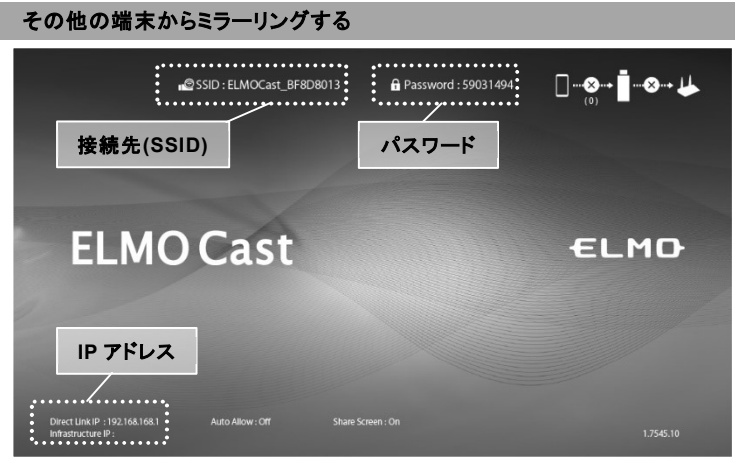 その他の端末からミラーリングする
SSID : ELMOCast_BF8D8013
Password : 59031494
(0)
接続先(SSID)
パスワード
ELMO Cast
ELMO
IP アドレス
Direct Link IP : 192.168.168.1
Auto Allow : Off
Share Screen : On
Infrastructure IP :
1.7545.10